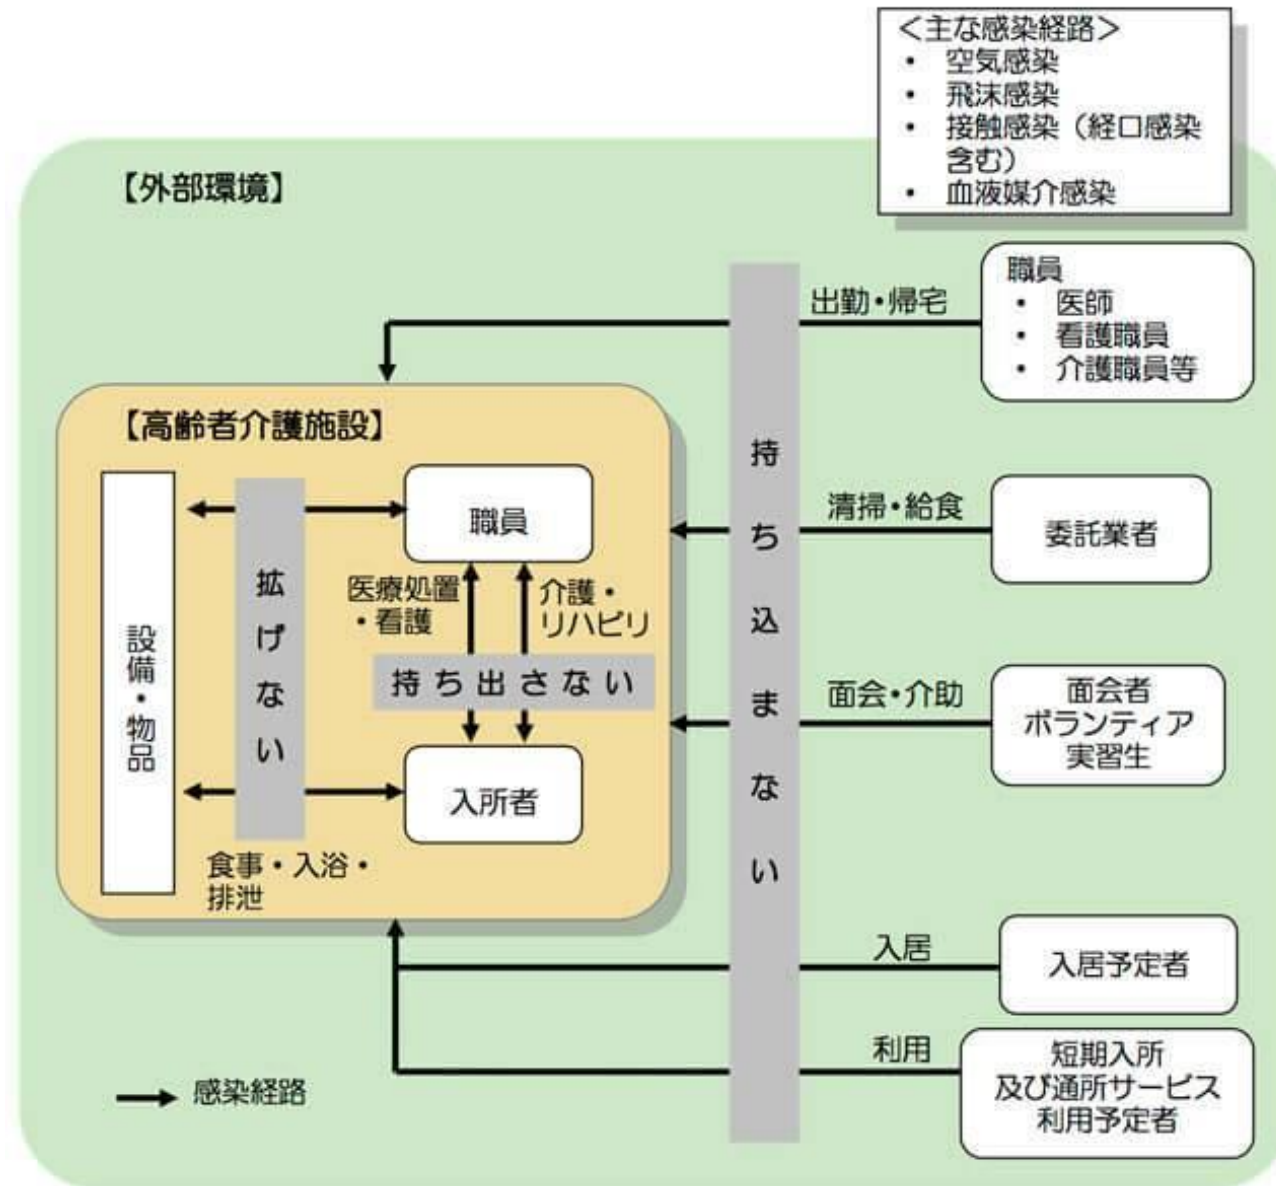 ＜主な感染経路＞
・ 空気感染
・ 飛沫感染
・ 接触感染（経口感染
含む）
・ 血液媒介感染
【外部環境】
職員
・ 医師
・ 看護職員
・ 介護職員等
出勤・帰宅
持ち込まない
【高齢者介護施設】
設備・物品
拡げない
職員
医療処置
・看護
介護・
リハビリ
持ち出さない
入所者
食事・入浴・
排泄
清掃・給食
委託業者
面会・介助
面会者
ボランティア
実習生
入居
入居予定者
利用
短期入所
及び通所サービス
利用予定者
感染経路